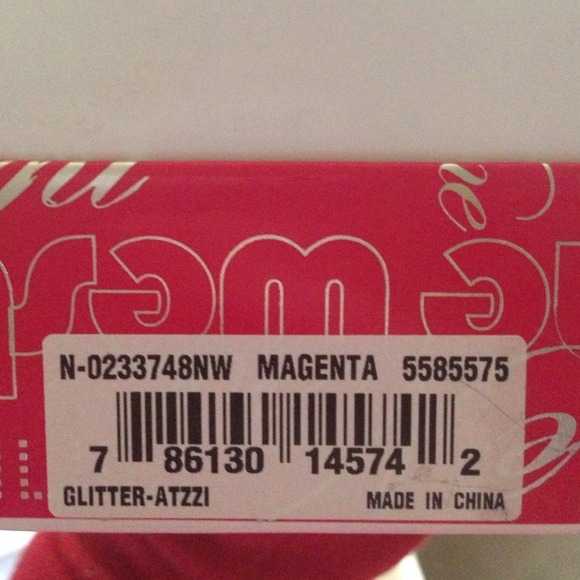 N-0233748NW MAGENTA 5585575
7 86130 14574 2
GLITTER-ATZZI MADE IN CHINA